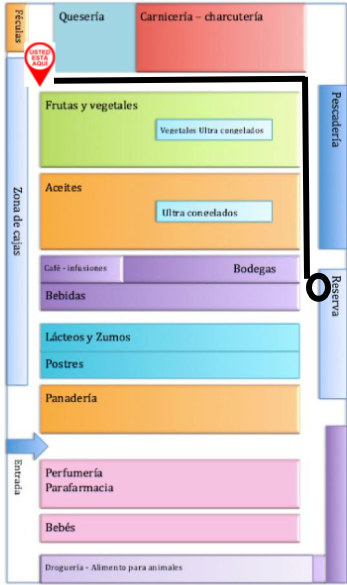 Féculas
Quesería
Carnicería – charcutería
USTED
ESTÁ
AQUÍ
Frutas y vegetales
Vegetales Ultra congelados
Pescadería
Zona de cajas
Aceites
Ultra congelados
Café - infusiones
Bodegas
Bebidas
Reserva
Lácteos y Zumos
Postres
Panadería
Entrada
Perfumería
Parafarmacia
Bebés
Droguería – Alimento para animales